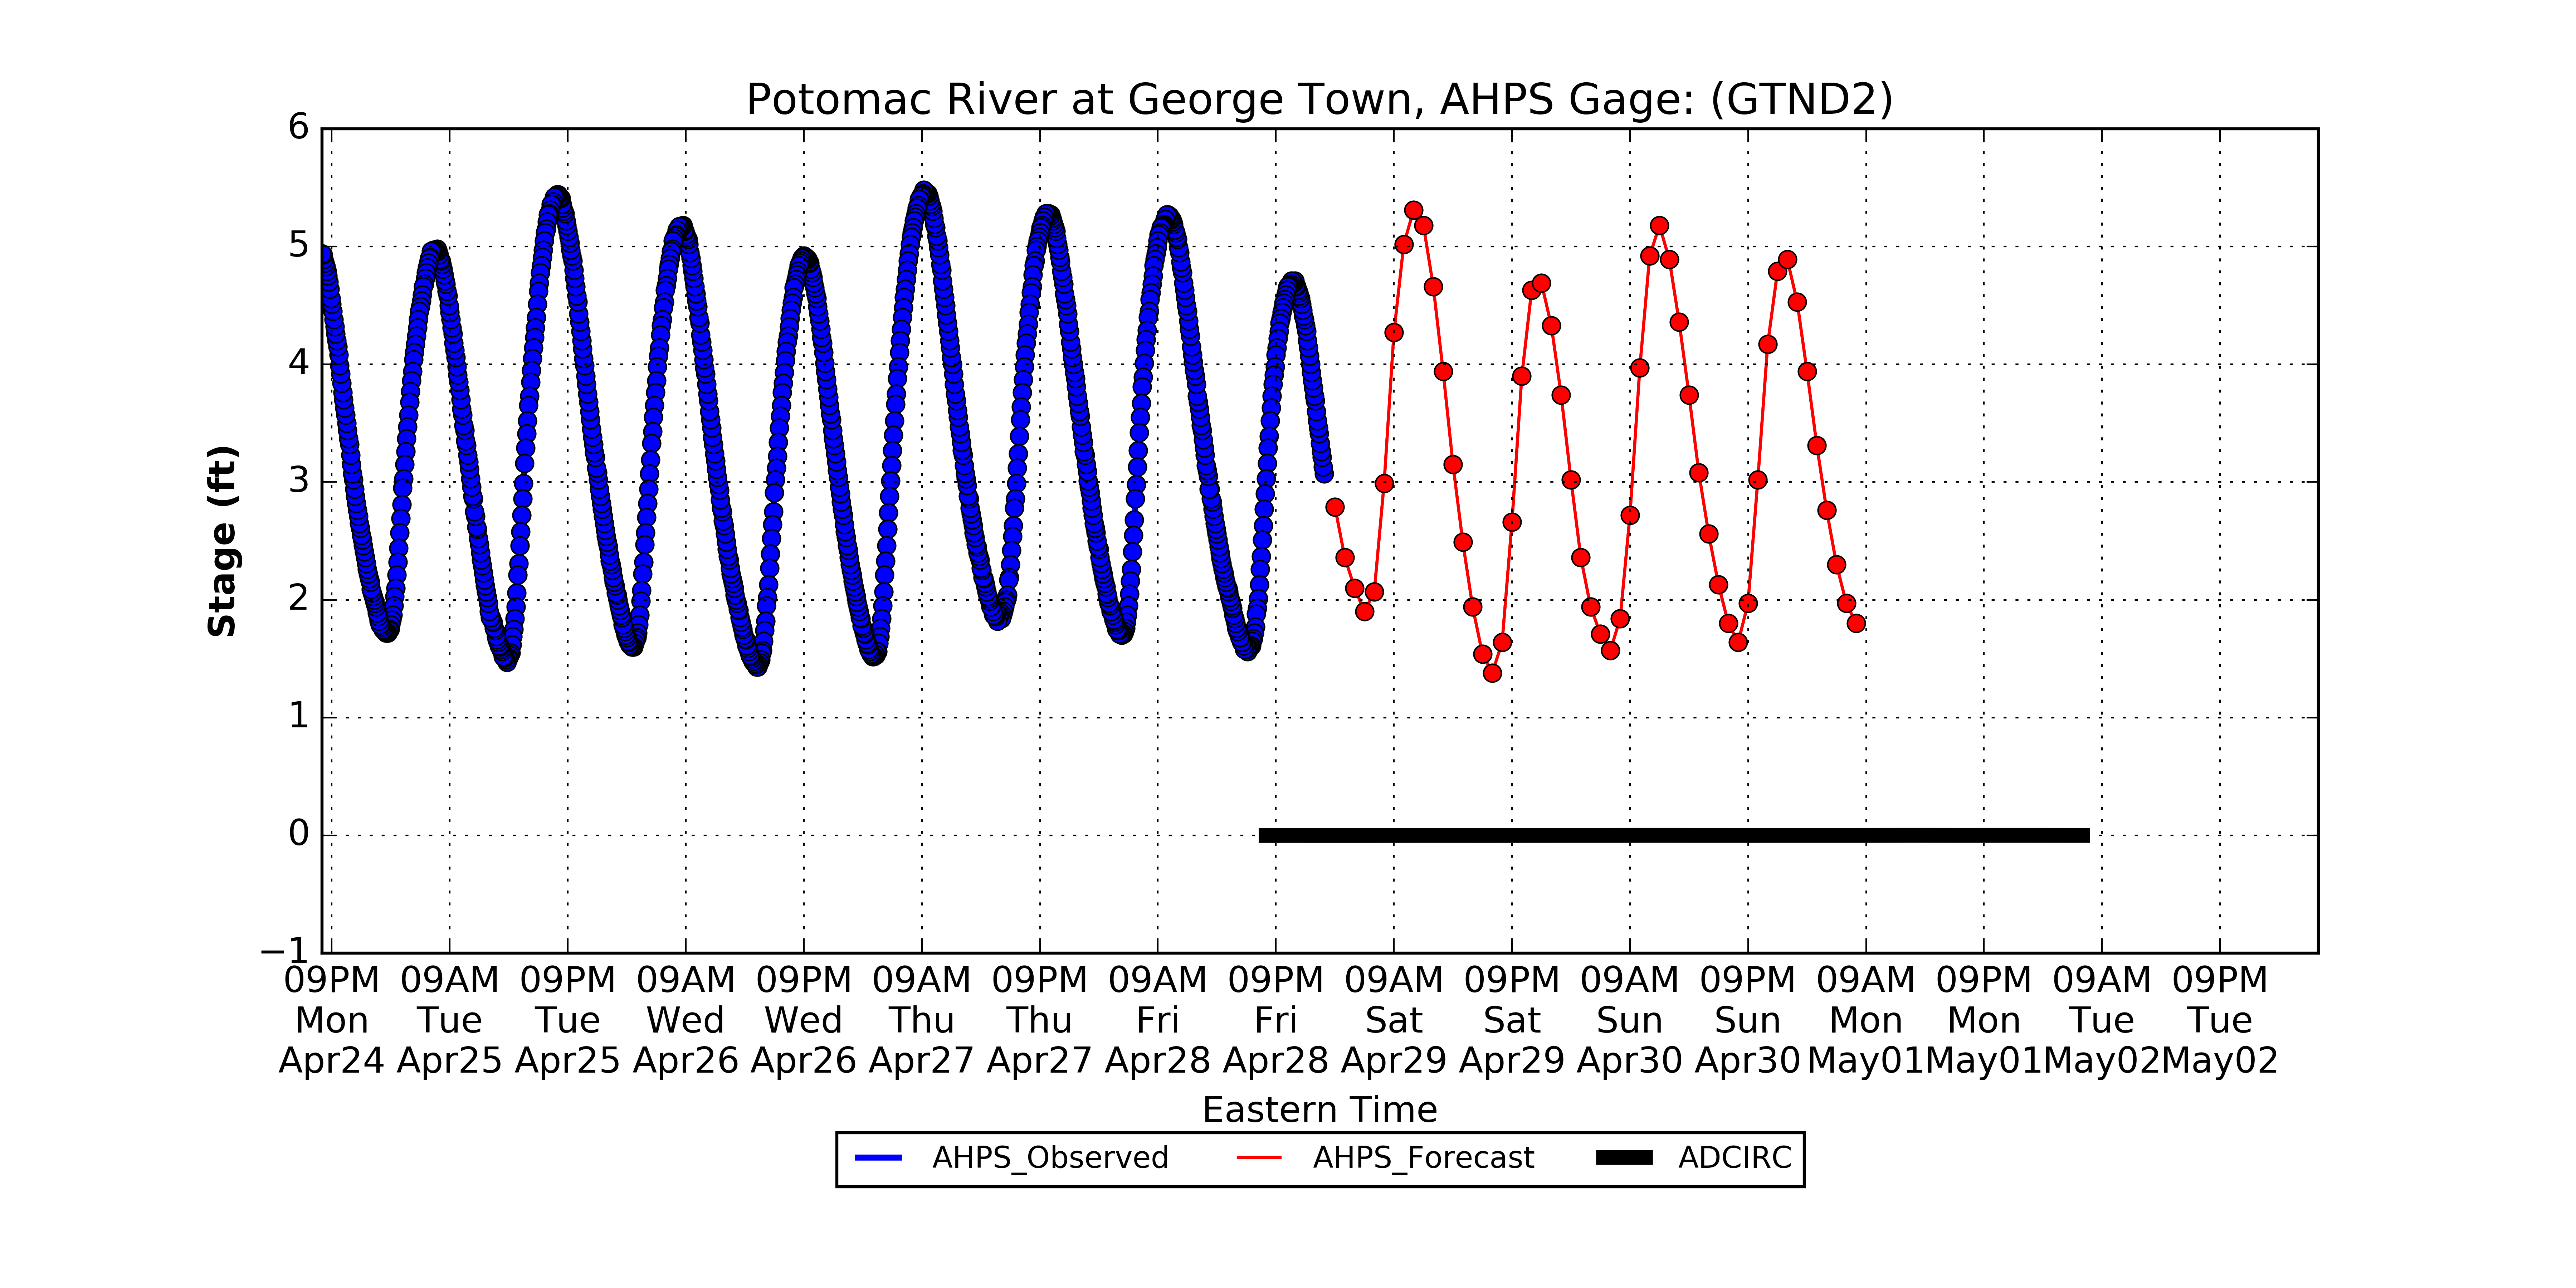 Potomac River at George Town, AHPS Gage: (GTND2)
6
5
4
3
2
1
0
−1
Stage (ft)
09PM 09AM 09PM 09AM 09PM 09AM 09PM 09AM 09PM 09AM 09PM 09AM 09PM 09AM 09PM 09AM 09PM
Mon Tue Tue Wed Wed Thu Thu Fri Fri Sat Sat Sun Sun Mon Mon Tue Tue
Apr24 Apr25 Apr25 Apr26 Apr26 Apr27 Apr27 Apr28 Apr28 Apr29 Apr29 Apr30 Apr30 May01 May01 May02 May02
Eastern Time
AHPS_Observed AHPS_Forecast ADCIRC